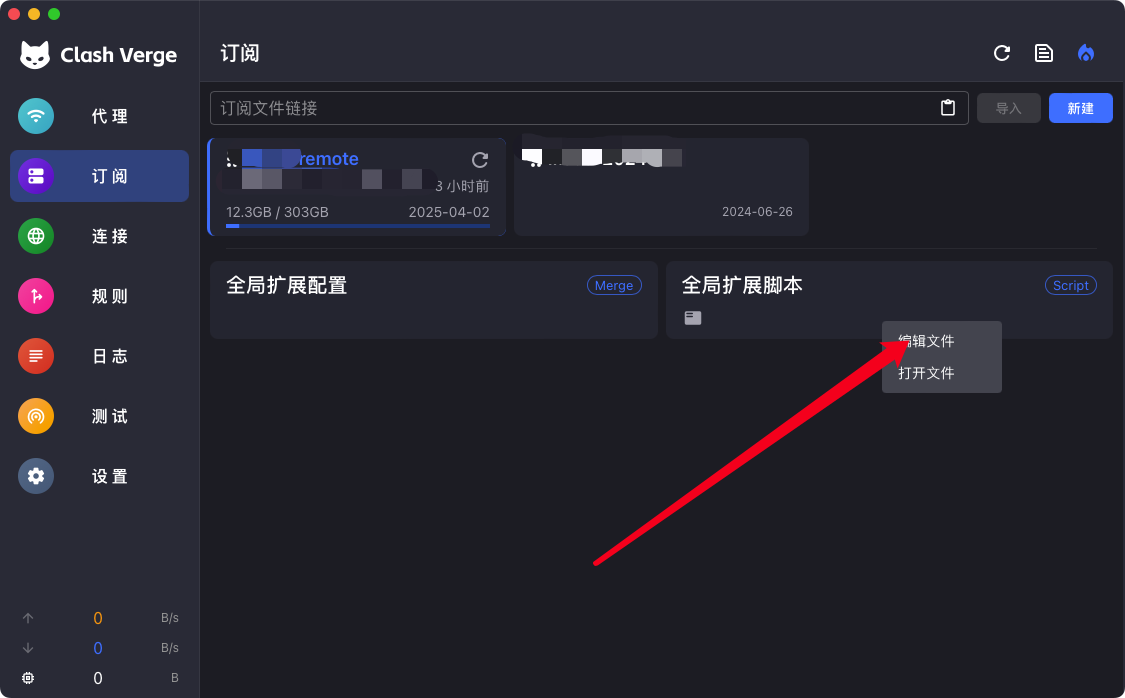 Clash Verge
订阅
代理
订阅
连接
规则
日志
测试
设置
0 B/s
0 B/s
0 B
订阅文件链接
导入
新建
remote
3 小时前
12.3GB / 303GB
2025-04-02
2024-06-26
全局扩展配置
Merge
全局扩展脚本
Script
编辑文件
打开文件